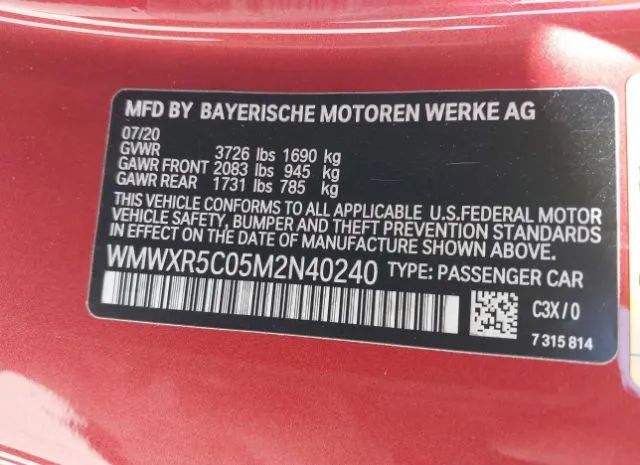 MFD BY BAYERISCHE MOTOREN WERKE AG
07/20
GVWR 3726 lbs 1690 kg
GAWR FRONT 2083 lbs 945 kg
GAWR REAR 1731 lbs 785 kg
THIS VEHICLE CONFORMS TO ALL APPLICABLE U.S.FEDERAL MOTOR
VEHICLE SAFETY, BUMPER AND THEFT PREVENTION STANDARDS
IN EFFECT ON THE DATE OF MANUFACTURE SHOWN ABOVE.
WMWXR5C05M2N40240 TYPE: PASSENGER CAR
C3X/0
7 315 814